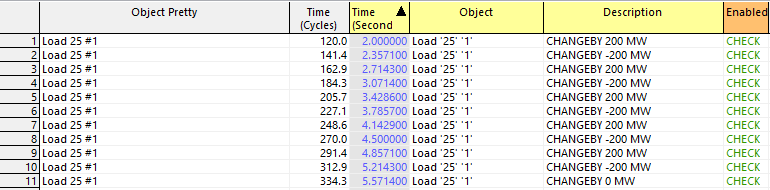 Object Pretty Time (Cycles) Time (Second Object Description Enabled
1 Load 25 #1 120.0 2.000000 Load '25' '1' CHANGEBY 200 MW CHECK
2 Load 25 #1 141.4 2.357100 Load '25' '1' CHANGEBY -200 MW CHECK
3 Load 25 #1 162.9 2.714300 Load '25' '1' CHANGEBY 200 MW CHECK
4 Load 25 #1 184.3 3.071400 Load '25' '1' CHANGEBY -200 MW CHECK
5 Load 25 #1 205.7 3.428600 Load '25' '1' CHANGEBY 200 MW CHECK
6 Load 25 #1 227.1 3.785700 Load '25' '1' CHANGEBY -200 MW CHECK
7 Load 25 #1 248.6 4.142900 Load '25' '1' CHANGEBY 200 MW CHECK
8 Load 25 #1 270.0 4.500000 Load '25' '1' CHANGEBY -200 MW CHECK
9 Load 25 #1 291.4 4.857100 Load '25' '1' CHANGEBY 200 MW CHECK
10 Load 25 #1 312.9 5.214300 Load '25' '1' CHANGEBY -200 MW CHECK
11 Load 25 #1 334.3 5.571400 Load '25' '1' CHANGEBY 0 MW CHECK